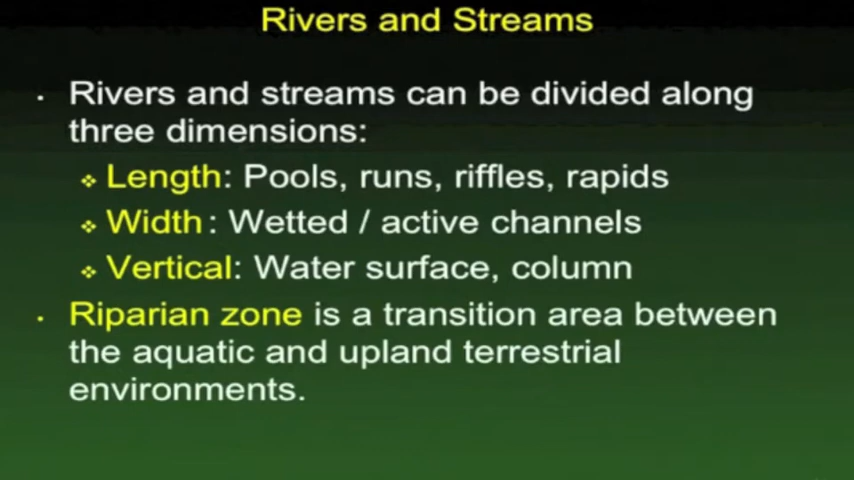 Rivers and Streams
· Rivers and streams can be divided along
three dimensions:
❖ Length: Pools, runs, riffles, rapids
❖ Width : Wetted / active channels
❖ Vertical: Water surface, column
· Riparian zone is a transition area between
the aquatic and upland terrestrial
environments.